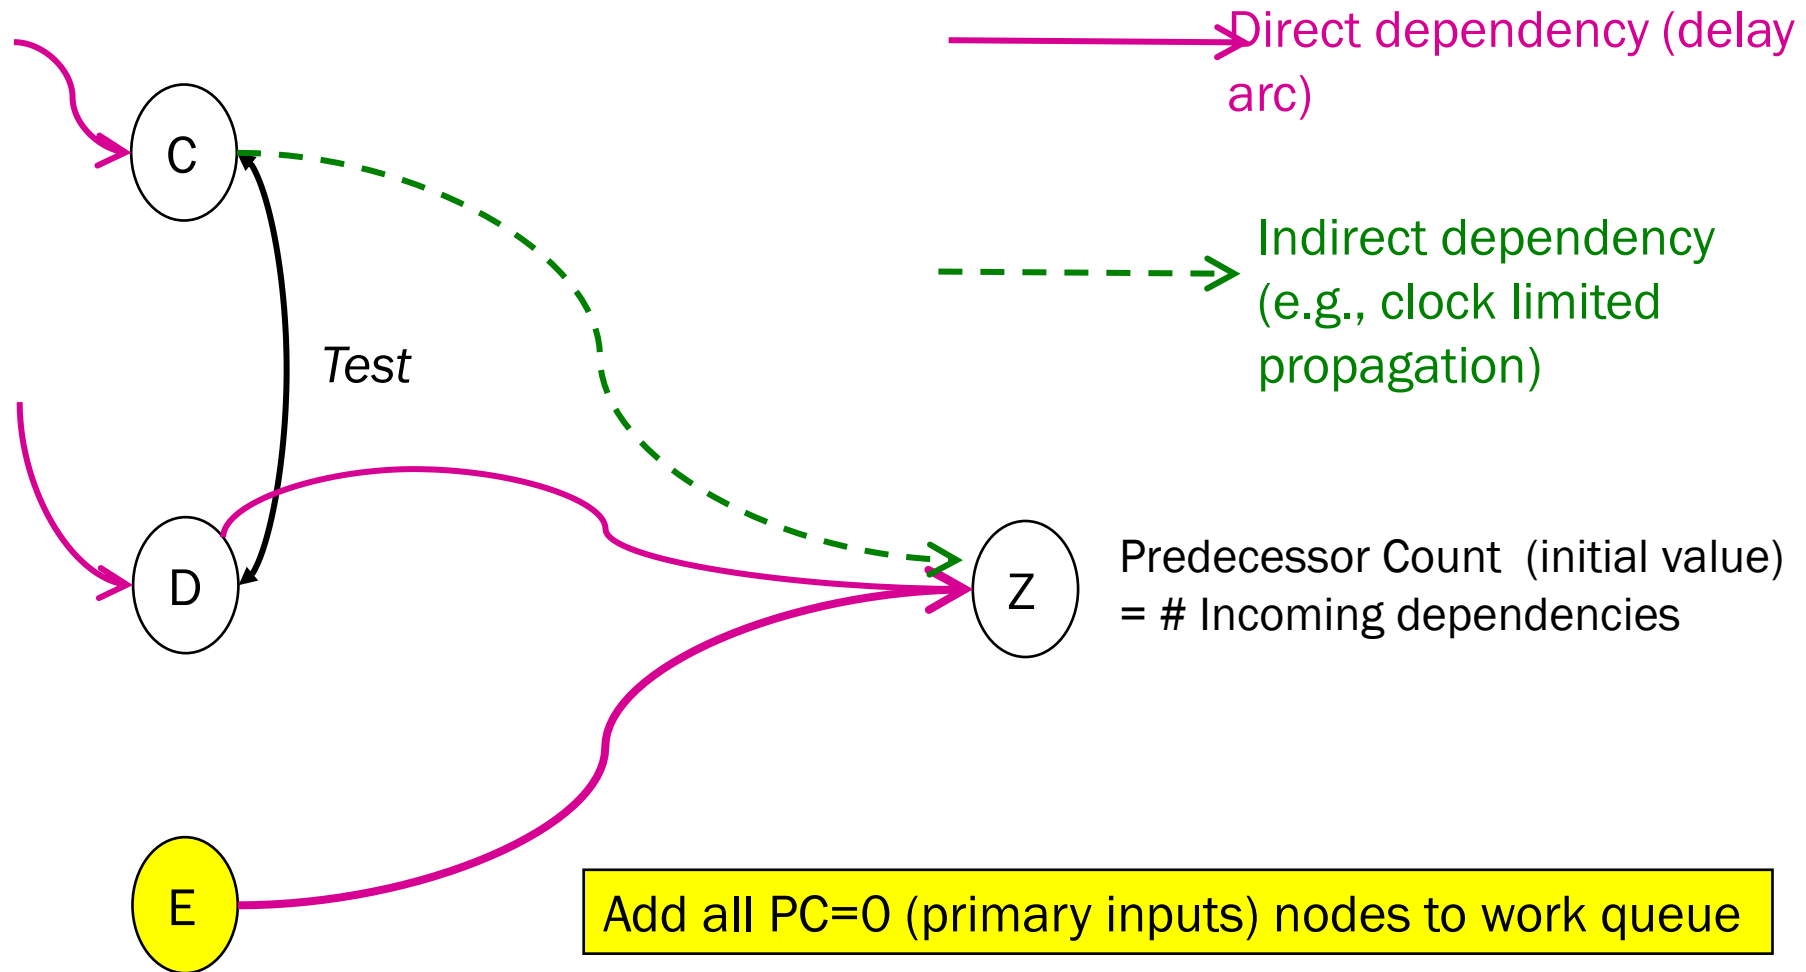 Direct dependency (delay
arc)
C
Indirect dependency
(e.g., clock limited
propagation)
Test
D
Z
Predecessor Count  (initial value)
= # Incoming dependencies
E
Add all PC=0 (primary inputs) nodes to work queue